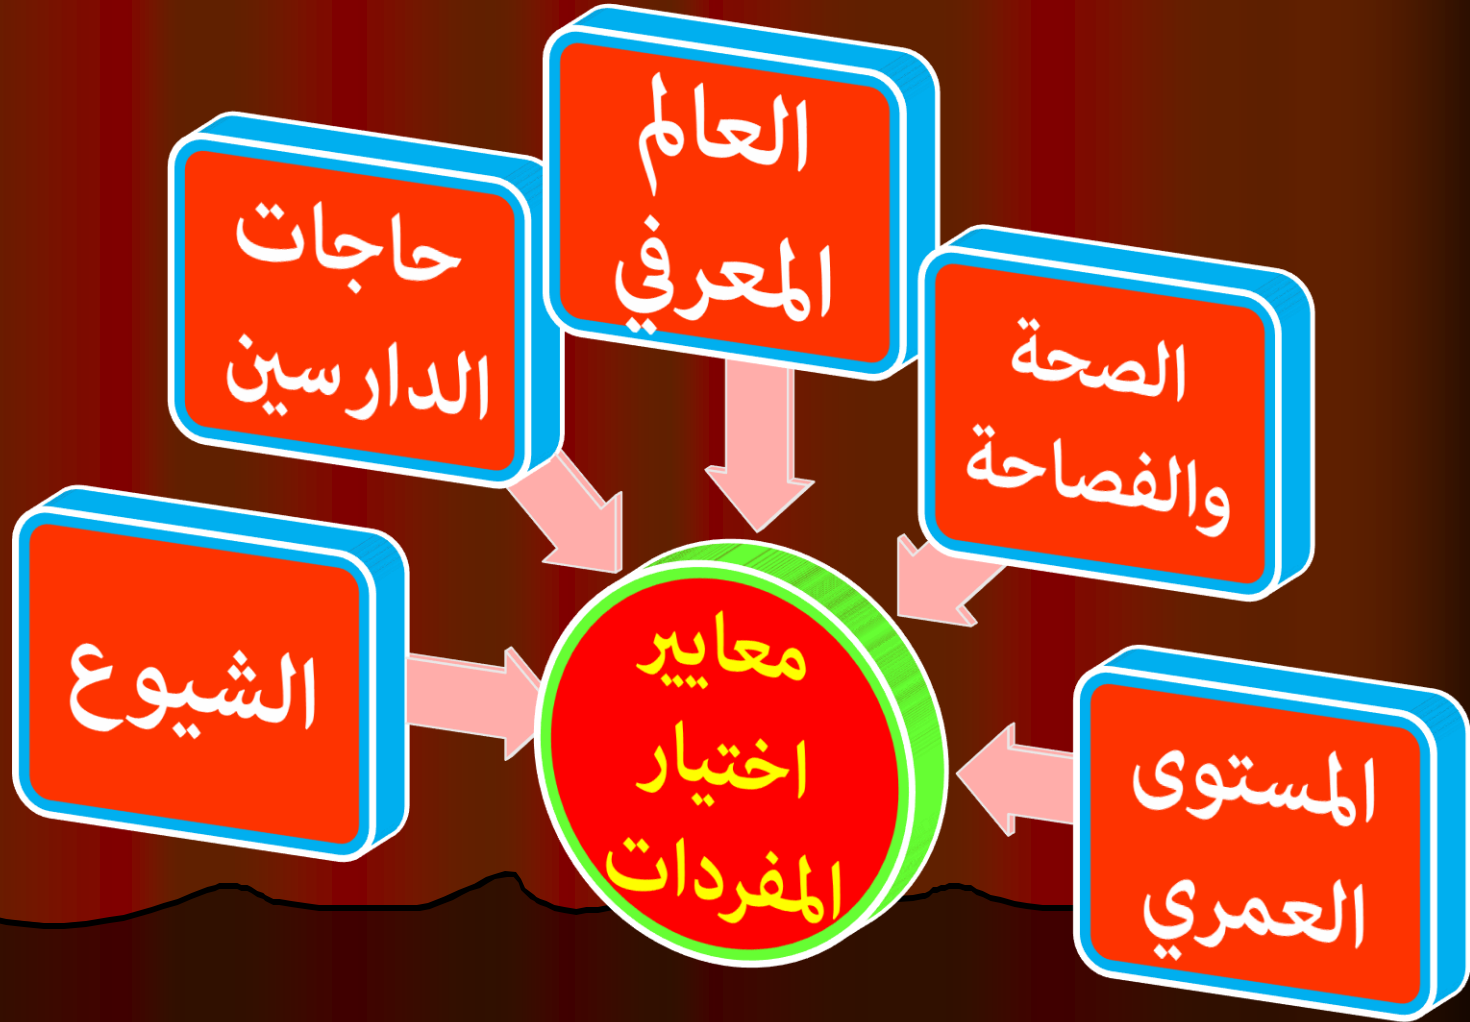 العالم
المعرفي
الصحة
والفصاحة
حاجات
الدارسين
المستوى
العمري
الشيوع
معايير
اختيار
المفردات